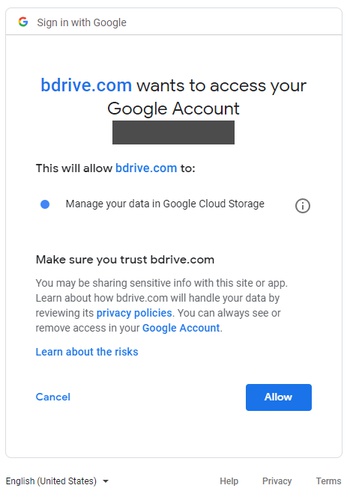 Sign in with Google
bdrive.com wants to access your
Google Account
This will allow bdrive.com to:
Manage your data in Google Cloud Storage
Make sure you trust bdrive.com
You may be sharing sensitive info with this site or app.
Learn about how bdrive.com will handle your data by
reviewing its privacy policies. You can always see or
remove access in your Google Account.
Learn about the risks
Cancel
Allow
English (United States)
Help
Privacy
Terms